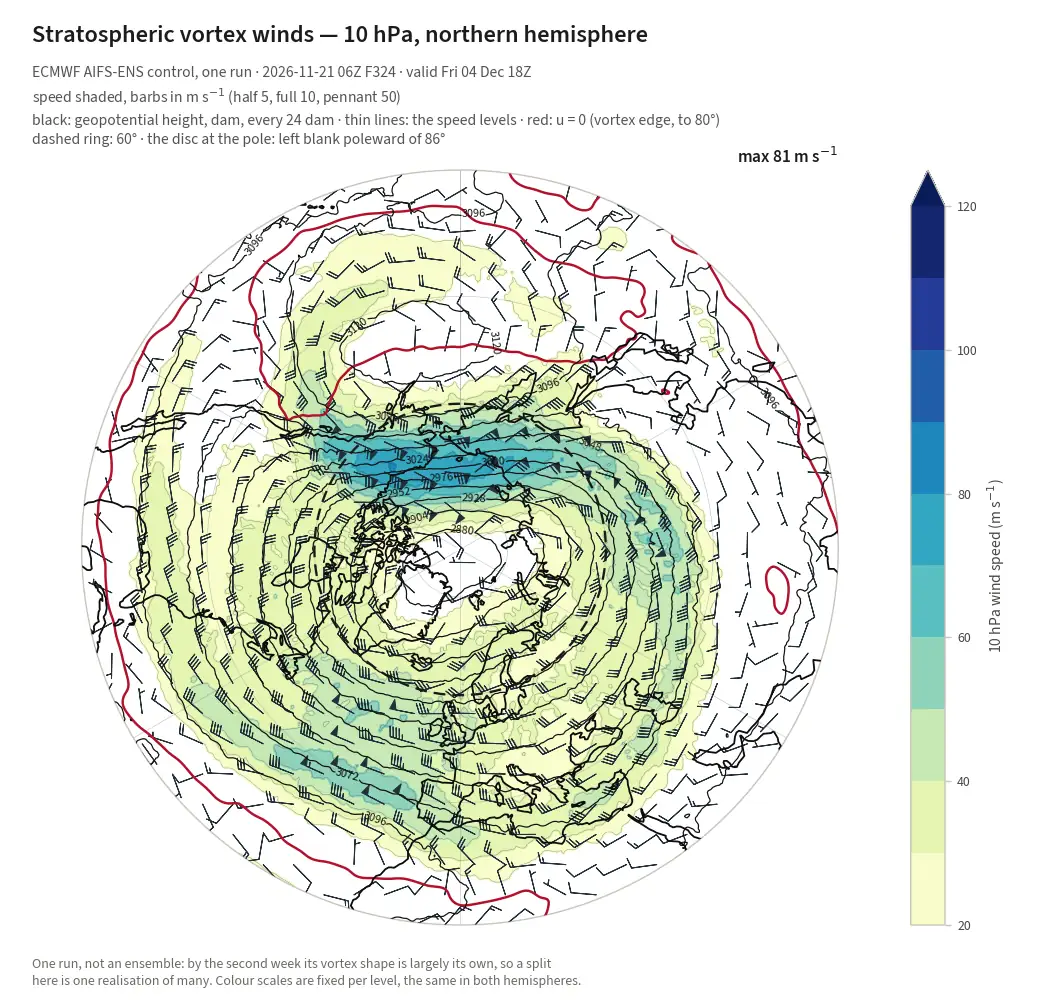 Stratospheric vortex winds — 10 hPa, northern hemisphere
ECMWF AIFS-ENS control, one run · 2026-11-21 06Z F324 · valid Fri 04 Dec 18Z
speed shaded, barbs in m s⁻¹ (half 5, full 10, pennant 50)
black: geopotential height, dam, every 24 dam · thin lines: the speed levels · red: u = 0 (vortex edge, to 80°)
dashed ring: 60° · the disc at the pole: left blank poleward of 86°
max 81 m s⁻¹
120
100
80
60
40
20
10 hPa wind speed (m s⁻¹)
3096
3096
3120
3120
3096
3096
3048
3024
2976
2952
2928
2904
2880
3072
3096
One run, not an ensemble: by the second week its vortex shape is largely its own, so a split
here is one realisation of many. Colour scales are fixed per level, the same in both hemispheres.